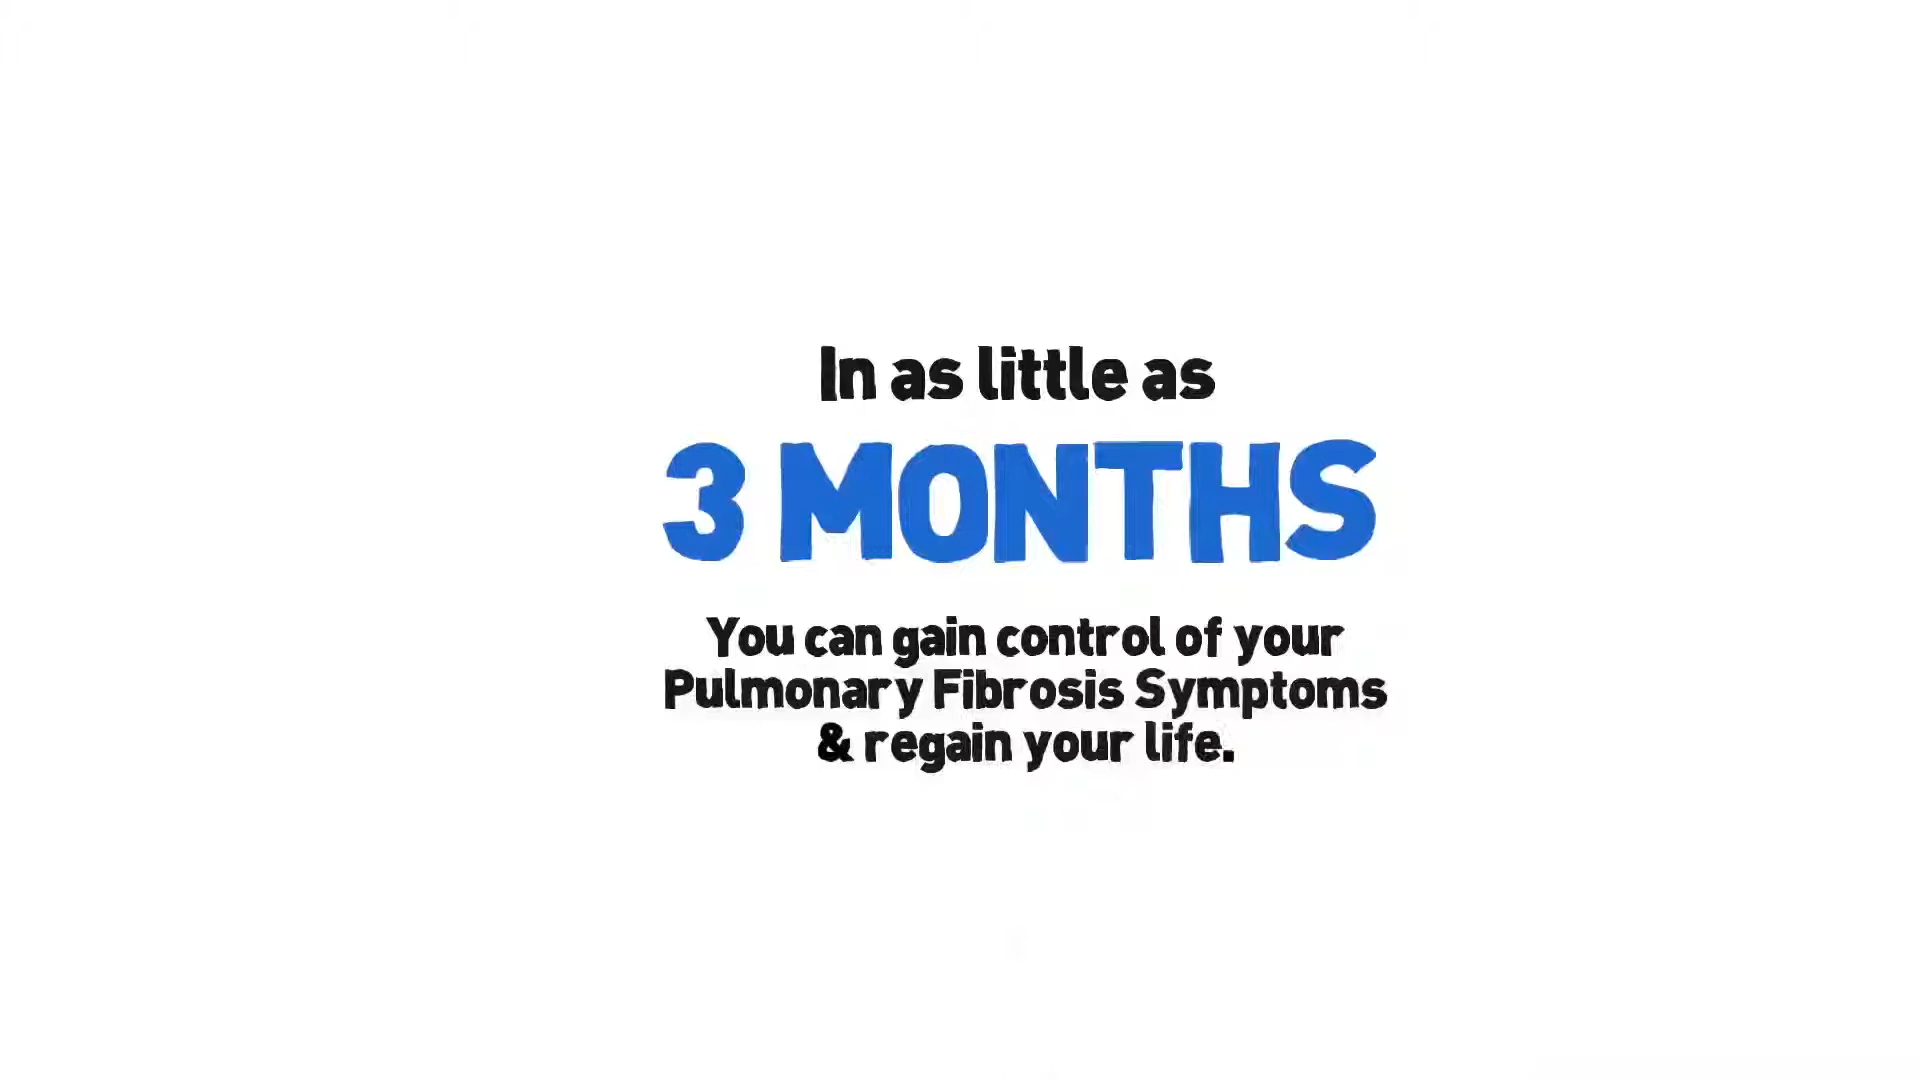 In as little as
3 MONTHS
You can gain control of your
Pulmonary Fibrosis Symptoms
& regain your life.